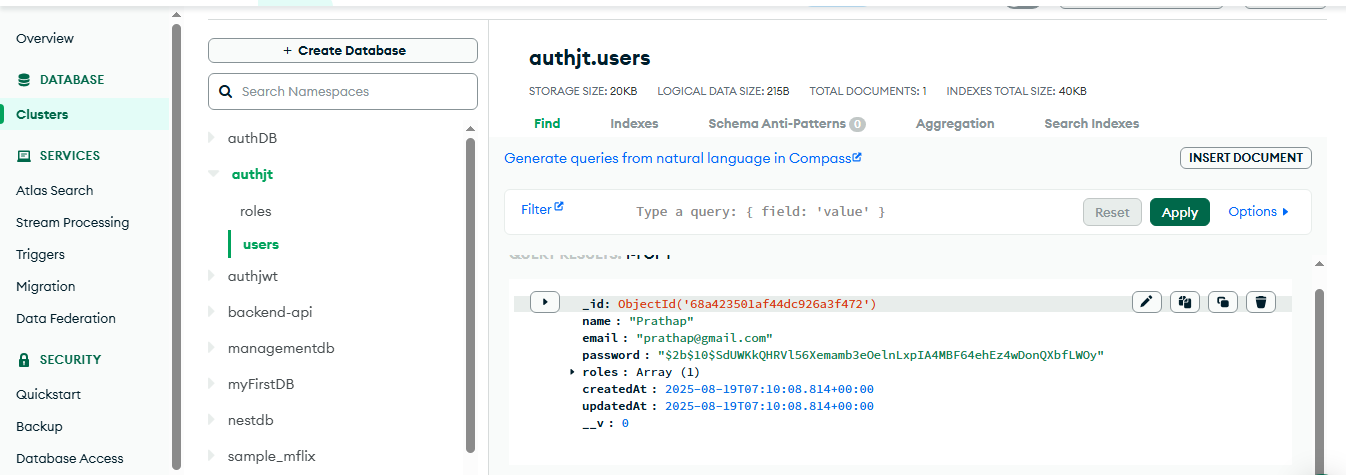 Overview
DATABASE
Clusters
SERVICES
Atlas Search
Stream Processing
Triggers
Migration
Data Federation
SECURITY
Quickstart
Backup
Database Access
+ Create Database
Search Namespaces
authDB
authjt
roles
users
authjwt
backend-api
managementdb
myFirstDB
nestdb
sample_mflix
authjt.users
STORAGE SIZE: 20KB LOGICAL DATA SIZE: 215B TOTAL DOCUMENTS: 1 INDEXES TOTAL SIZE: 40KB
Find Indexes Schema Anti-Patterns 0 Aggregation Search Indexes
Generate queries from natural language in Compass
INSERT DOCUMENT
Filter Type a query: { field: 'value' } Reset Apply Options
QUERY RESULTS: 1-1 OF 1
_id: ObjectId('68a423501af44dc926a3f472')
name : "Prathap"
email : "prathap@gmail.com"
password : "$2b$10$SdUWKkQHRVl56Xemamb3eOelnLxpIA4MBF64ehEz4wDonQXbfLWOy"
roles : Array (1)
createdAt : 2025-08-19T07:10:08.814+00:00
updatedAt : 2025-08-19T07:10:08.814+00:00
__v : 0